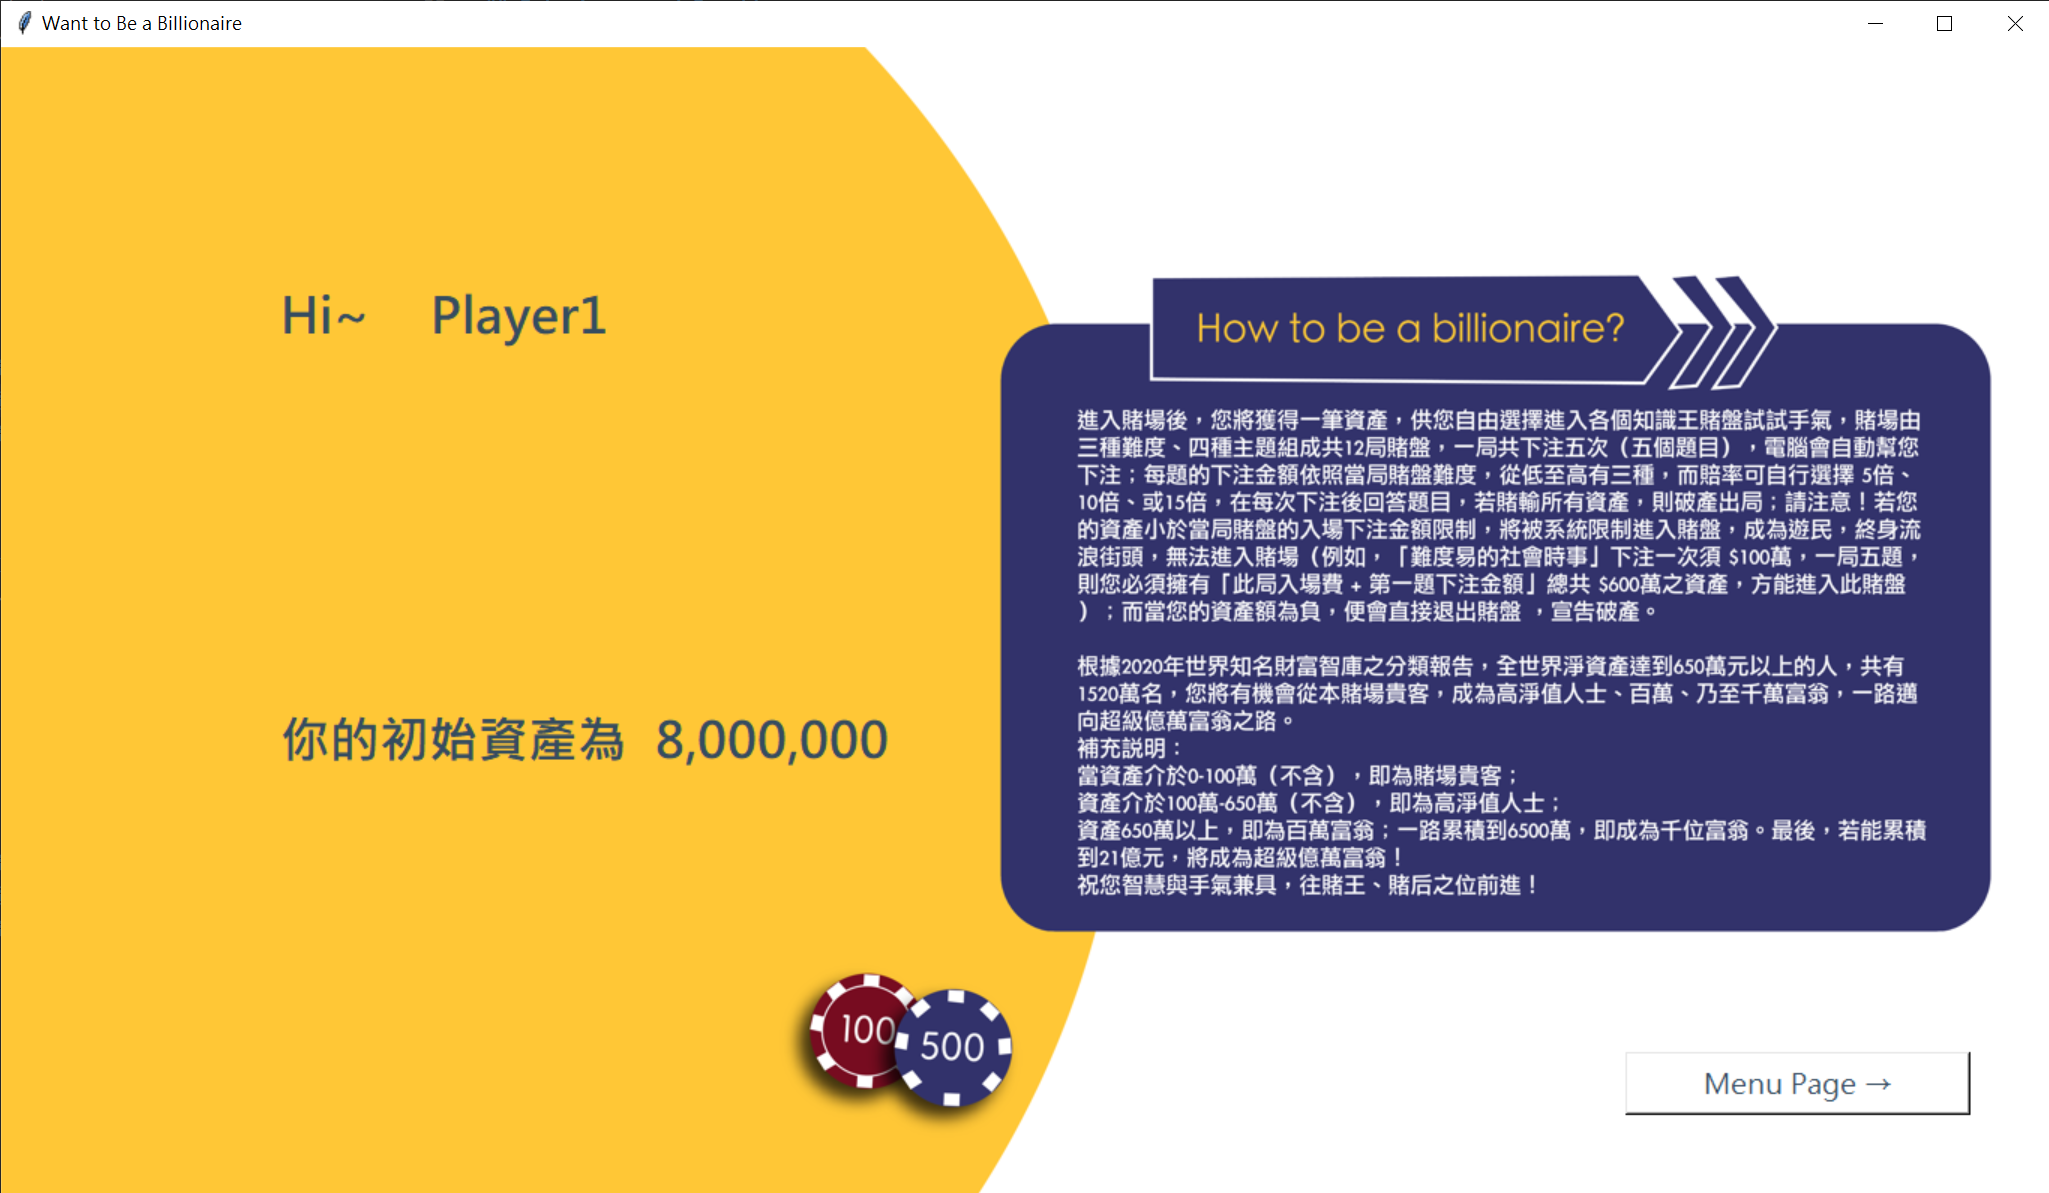 Want to Be a Billionaire
Hi~ Player1
你的初始資產為 8,000,000
How to be a billionaire?
進入賭場後，您將獲得一筆資產，供您自由選擇進入各個知識王賭盤試試手氣，賭場由
三種難度、四種主題組成共12局賭盤，一局共下注五次（五個題目），電腦會自動幫您
下注；每題的下注金額依照當局賭盤難度，從低至高有三種，而賠率可自行選擇 5倍、
10倍、或15倍，在每次下注後回答題目，若賭輸所有資產，則破產出局；請注意！若您
的資產小於當局賭盤的入場下注金額限制，將被系統限制進入賭盤，成為遊民，終身流
浪街頭，無法進入賭場（例如，「難度易的社會時事」下注一次須 $100萬，一局五題，
則您必須擁有「此局入場費 + 第一題下注金額」總共 $600萬之資產，方能進入此賭盤
）；而當您的資產額為負，便會直接退出賭盤 ，宣告破產。
根據2020年世界知名財富智庫之分類報告，全世界淨資產達到650萬元以上的人，共有
1520萬名，您將有機會從本賭場貴客，成為高淨值人士、百萬、乃至千萬富翁，一路邁
向超級億萬富翁之路。
補充説明：
當資產介於0-100萬（不含），即為賭場貴客；
資產介於100萬-650萬（不含），即為高淨值人士；
資產650萬以上，即為百萬富翁；一路累積到6500萬，即成為千位富翁。最後，若能累積
到21億元，將成為超級億萬富翁！
祝您智慧與手氣兼具，往賭王、賭后之位前進！
100
500
Menu Page →